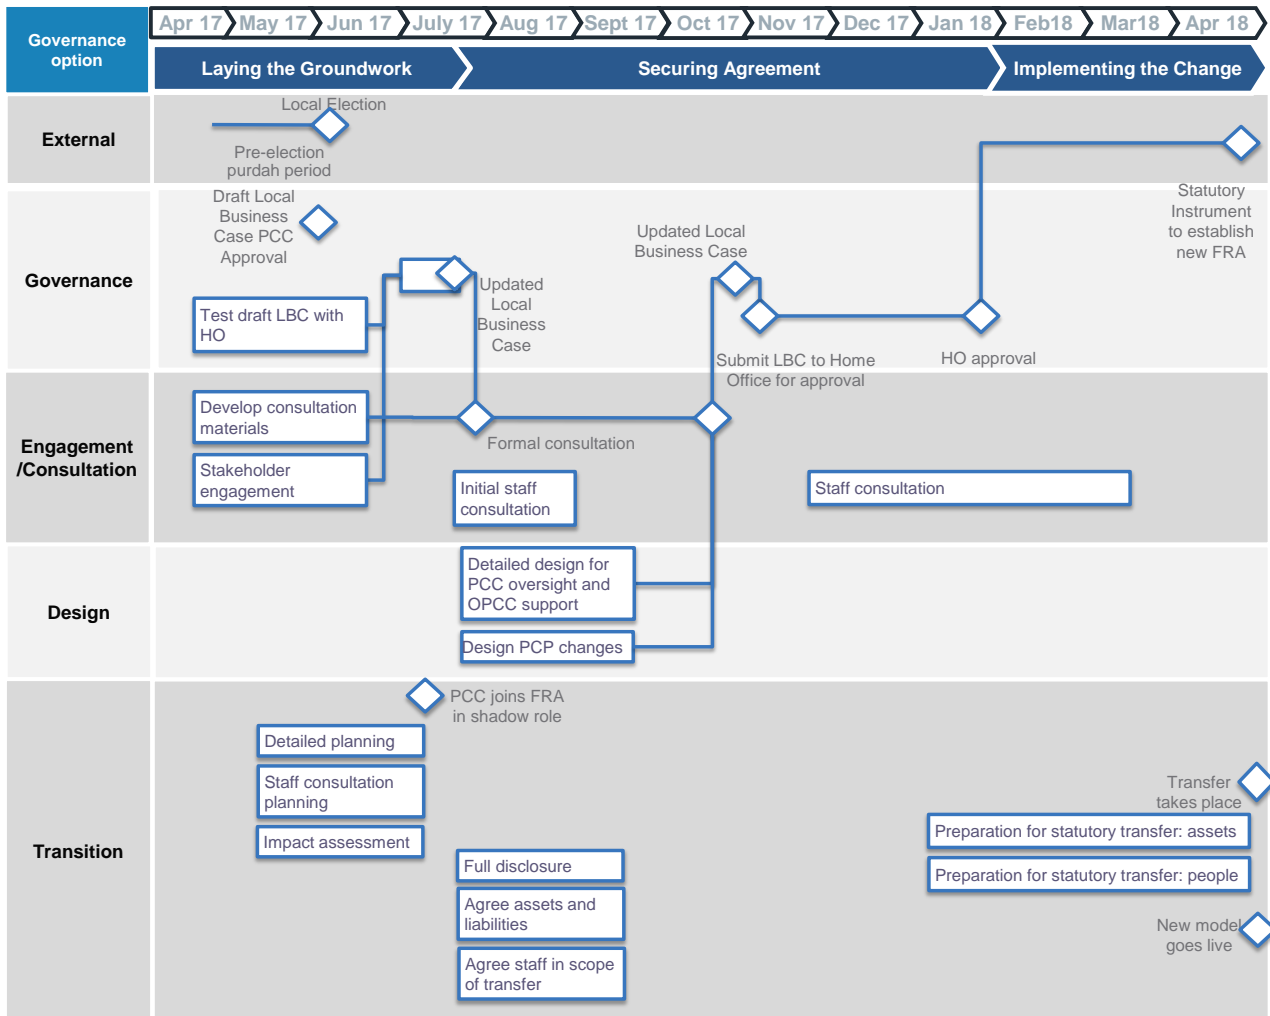 Governance
option
Apr 17
May 17
Jun 17
July 17
Aug 17
Sept 17
Oct 17
Nov 17
Dec 17
Jan 18
Feb18
Mar18
Apr 18
Laying the Groundwork
Securing Agreement
Implementing the Change
External
Local Election
Pre-election
purdah period
Statutory
Instrument
to establish
new FRA
Governance
Draft Local
Business
Case PCC
Approval
Test draft LBC with
HO
Updated
Local
Business
Case
Updated Local
Business Case
Submit LBC to Home
Office for approval
HO approval
Engagement
/Consultation
Develop consultation
materials
Stakeholder
engagement
Formal consultation
Initial staff
consultation
Staff consultation
Design
Detailed design for
PCC oversight and
OPCC support
Design PCP changes
Transition
PCC joins FRA
in shadow role
Detailed planning
Staff consultation
planning
Impact assessment
Full disclosure
Agree assets and
liabilities
Agree staff in scope
of transfer
Transfer
takes place
Preparation for statutory transfer: assets
Preparation for statutory transfer: people
New model
goes live